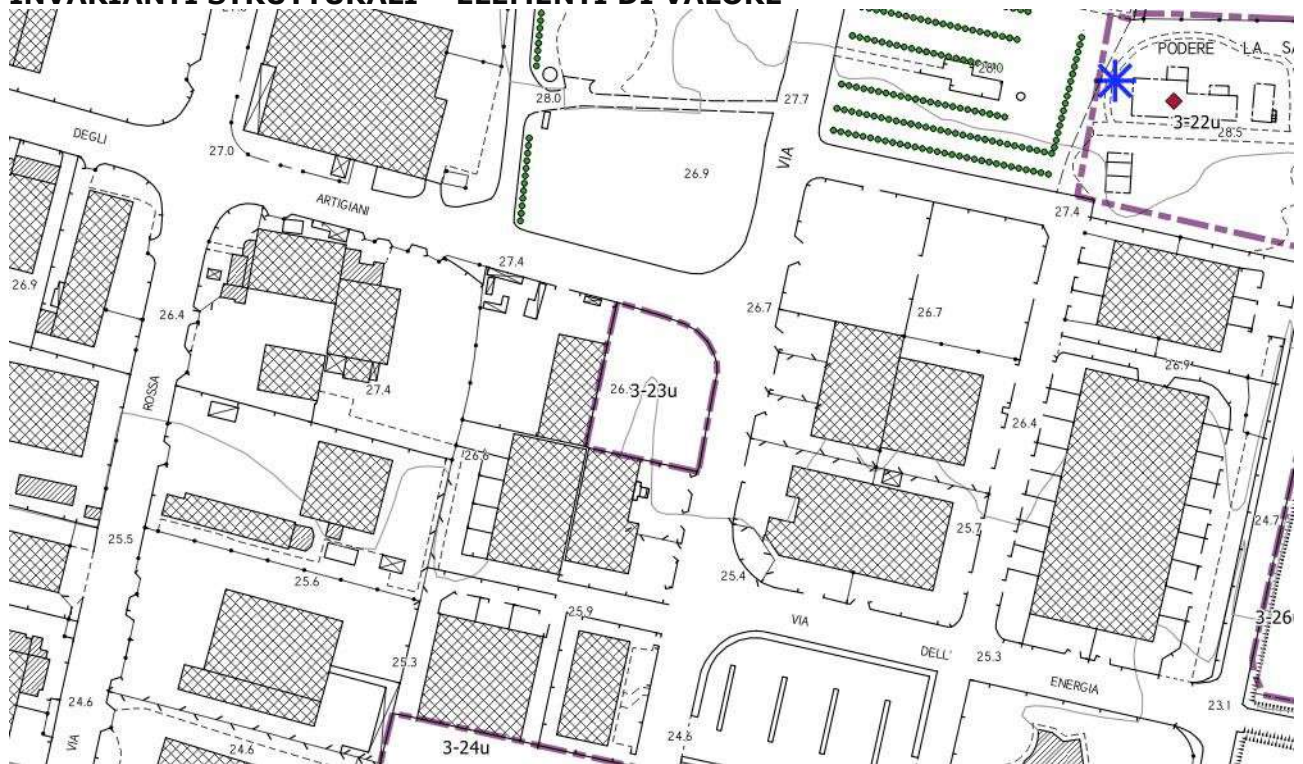 INVARIANTI STRUTTURALI – ELEMENTI DI VALORE
PODERE LA SA
28.0
28.0
27.7
3-22u
28.5
DEGLI
27.0
VIA
26.9
ARTIGIANI
27.4
27.4
26.9
26.4
26.7
26.7
26.9
ROSSA
27.4
3-23u
26.4
26.6
25.5
25.7
24.7
25.6
25.4
25.9
VIA
DELL'
25.3
25.3
3-26u
ENERGIA
24.6
23.1
VIA
24.6
3-24u
24.6